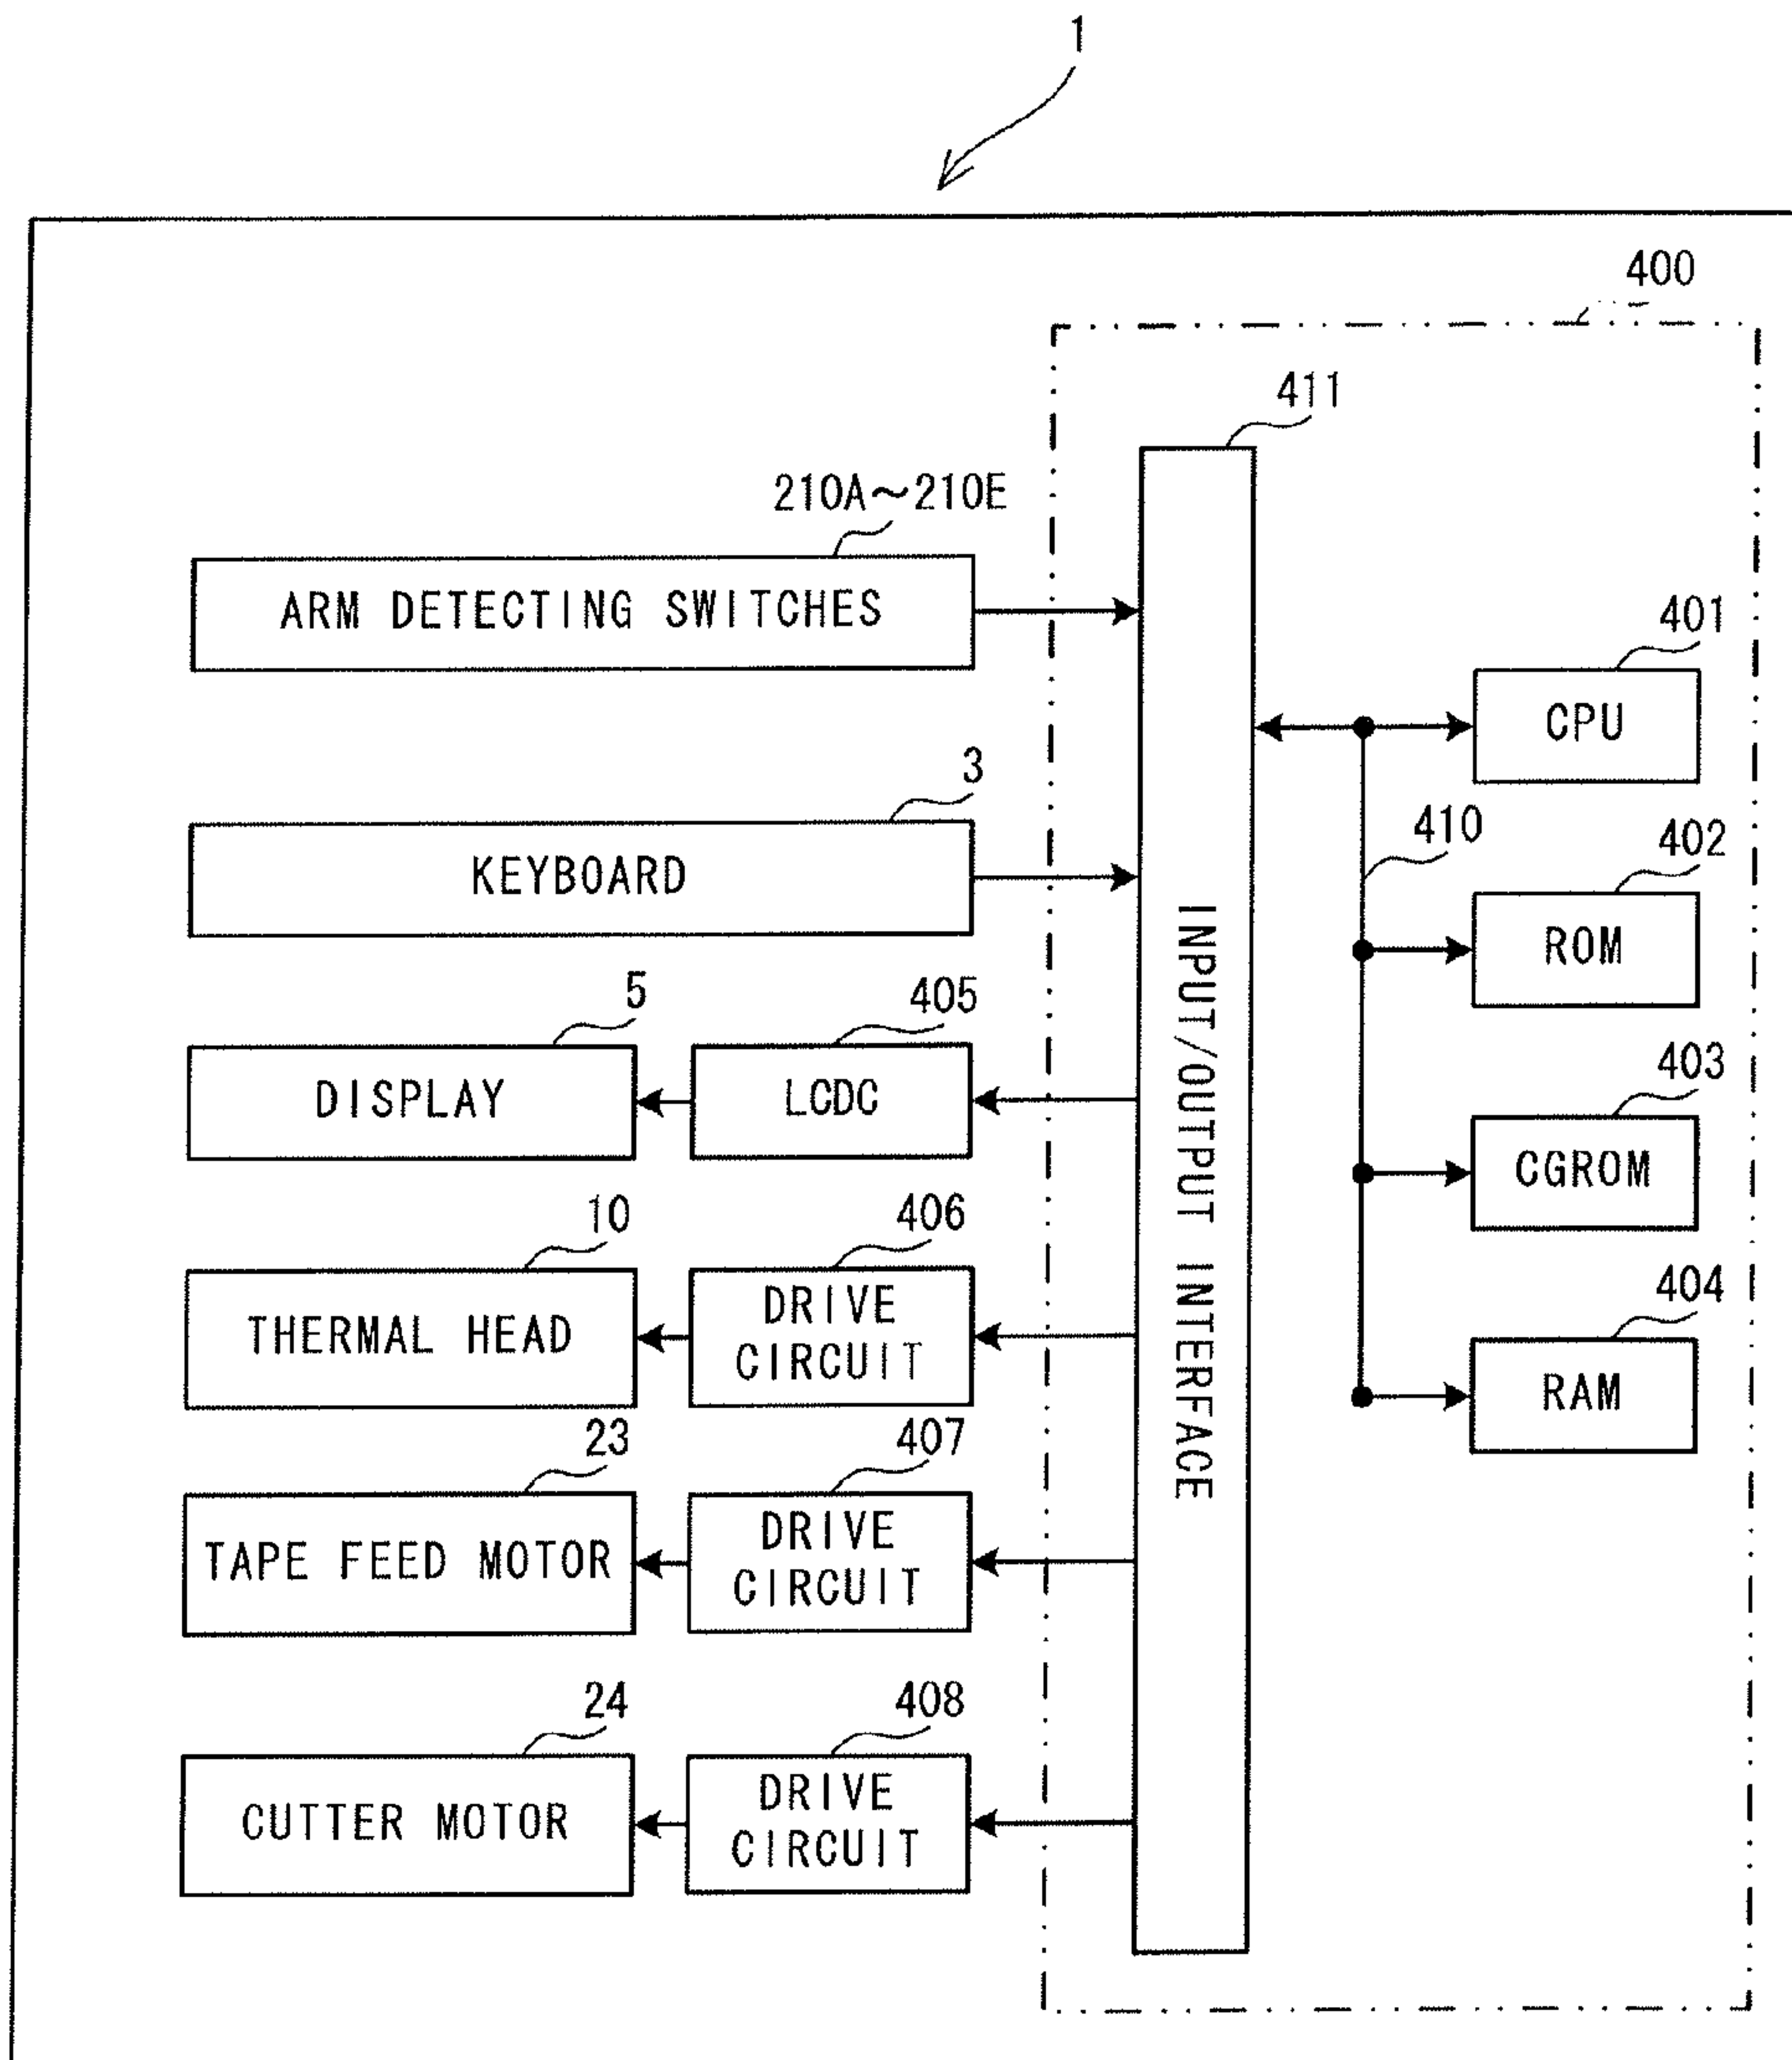 1
400
411
210A~210E
ARM DETECTING SWITCHES
401
CPU
3
KEYBOARD
410
402
ROM
INPUT/OUTPUT INTERFACE
5
405
DISPLAY
LCDC
403
CGROM
10
406
THERMAL HEAD
DRIVE
CIRCUIT
404
RAM
23
407
TAPE FEED MOTOR
DRIVE
CIRCUIT
24
408
CUTTER MOTOR
DRIVE
CIRCUIT